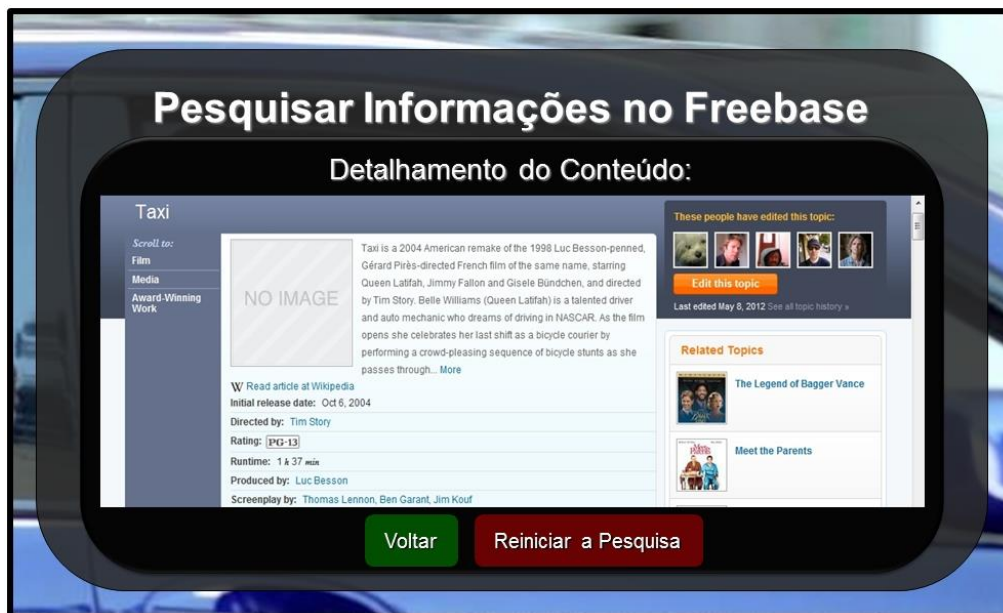 Pesquisar Informações no Freebase
Detalhamento do Conteúdo:
Taxi
Scroll to:
Film
Media
Award-Winning
Work
NO IMAGE
Taxi is a 2004 American remake of the 1998 Luc Besson-penned,
Gérard Pirès-directed French film of the same name, starring
Queen Latifah, Jimmy Fallon and Gisele Bündchen, and directed
by Tim Story. Belle Williams (Queen Latifah) is a talented driver
and auto mechanic who dreams of driving in NASCAR. As the film
opens she celebrates her last shift as a bicycle courier by
performing a crowd-pleasing sequence of bicycle stunts as she
passes through... More
W Read article at Wikipedia
Initial release date: Oct 6, 2004
Directed by: Tim Story
Rating: PG-13
Runtime: 1 h 37 min
Produced by: Luc Besson
Screenplay by: Thomas Lennon, Ben Garant, Jim Kouf
These people have edited this topic:
Edit this topic
Last edited May 8, 2012 See all topic history »
Related Topics
The Legend of Bagger Vance
Meet the Parents
Voltar
Reiniciar a Pesquisa